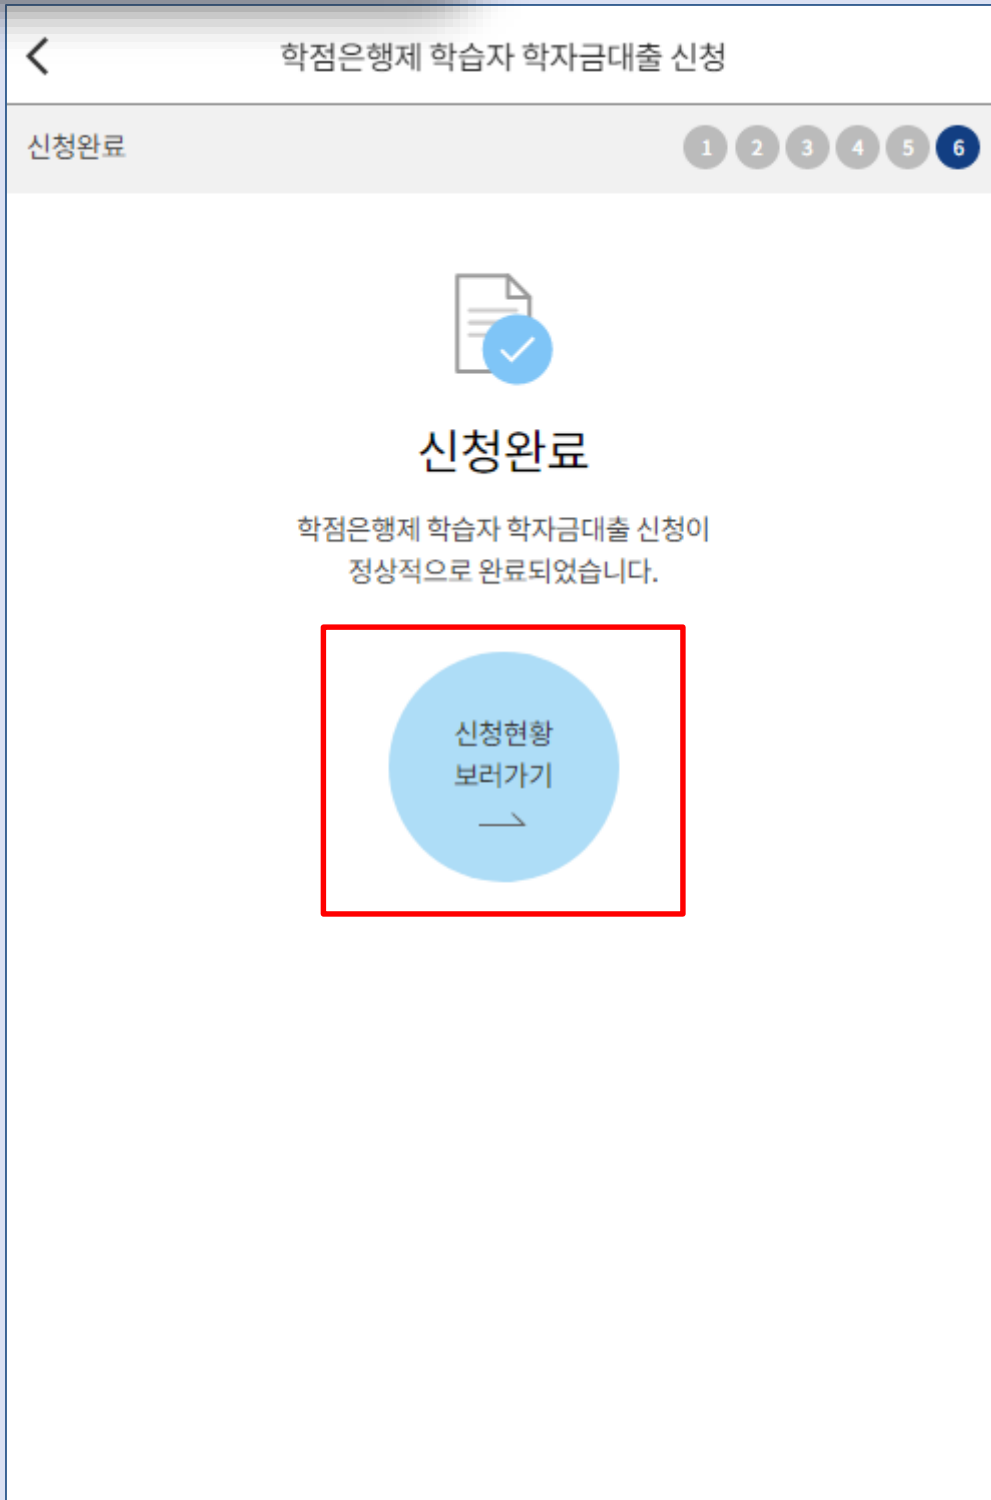 학점은행제 학습자 학자금대출 신청
신청완료
1 2 3 4 5 6
신청완료
학점은행제 학습자 학자금대출 신청이
정상적으로 완료되었습니다.
신청현황
보러가기